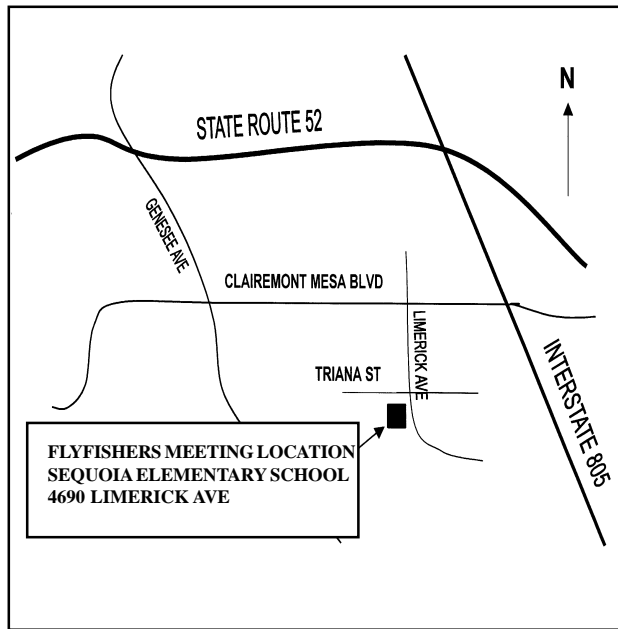 N
STATE ROUTE 52
GENESEE AVE
CLAIREMONT MESA BLVD
LIMERICK AVE
TRIANA ST
INTERSTATE 805
FLYFISHERS MEETING LOCATION
SEQUOIA ELEMENTARY SCHOOL
4690 LIMERICK AVE